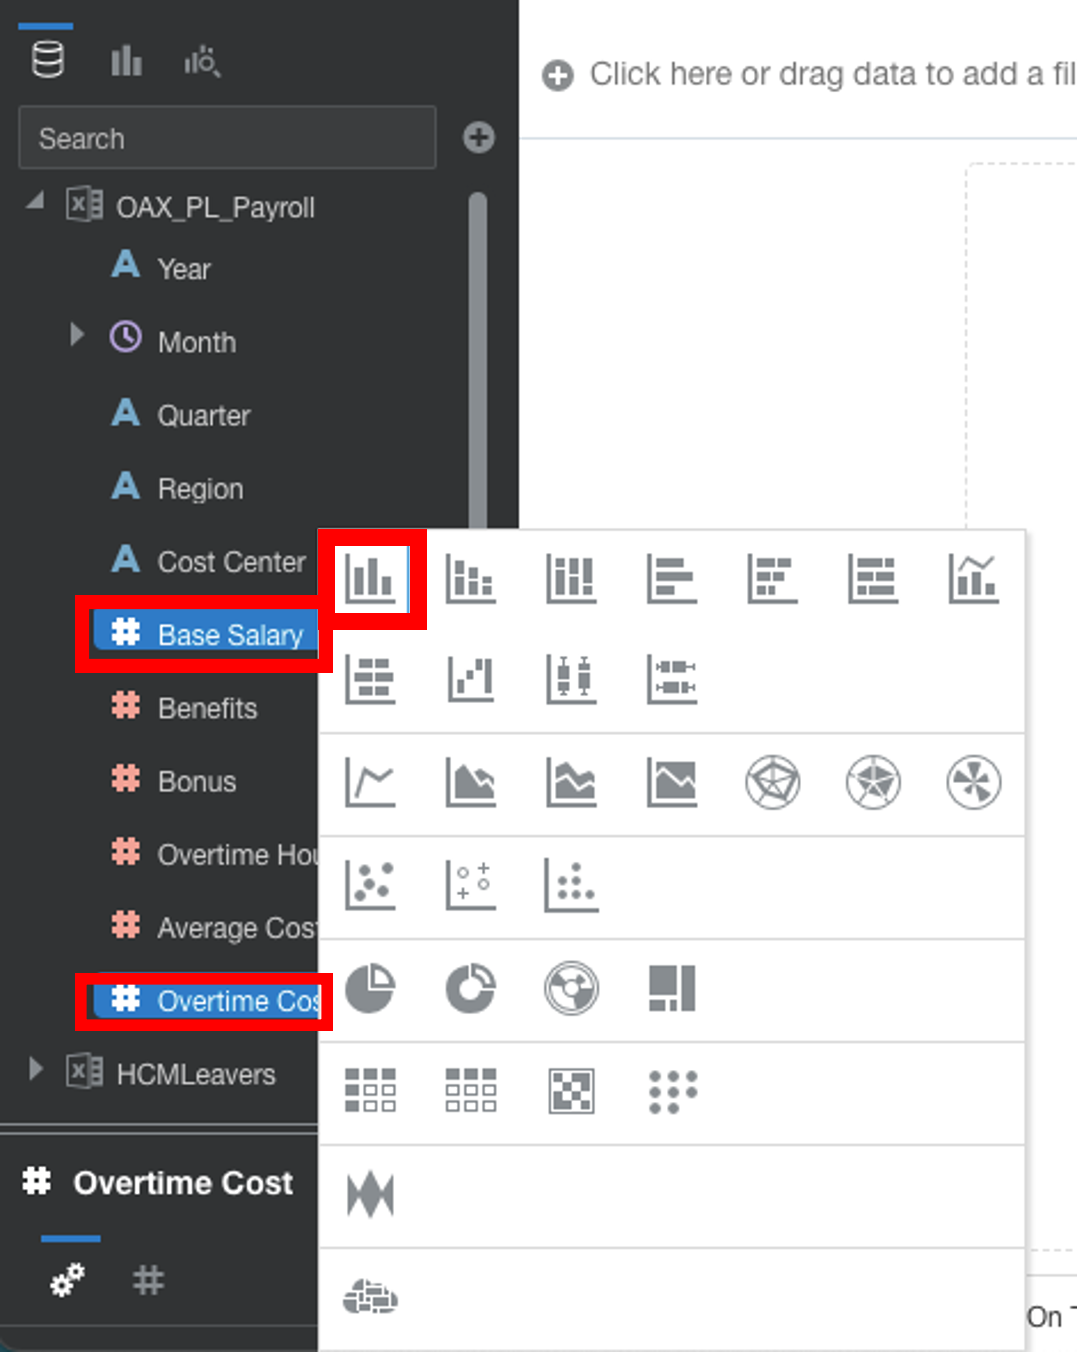 Click here or drag data to add a fil
Search
OAX_PL_Payroll
Year
Month
Quarter
Region
Cost Center
Base Salary
Benefits
Bonus
Overtime Hou
Average Cost
Overtime Cos
HCMLeavers
Overtime Cost
On T